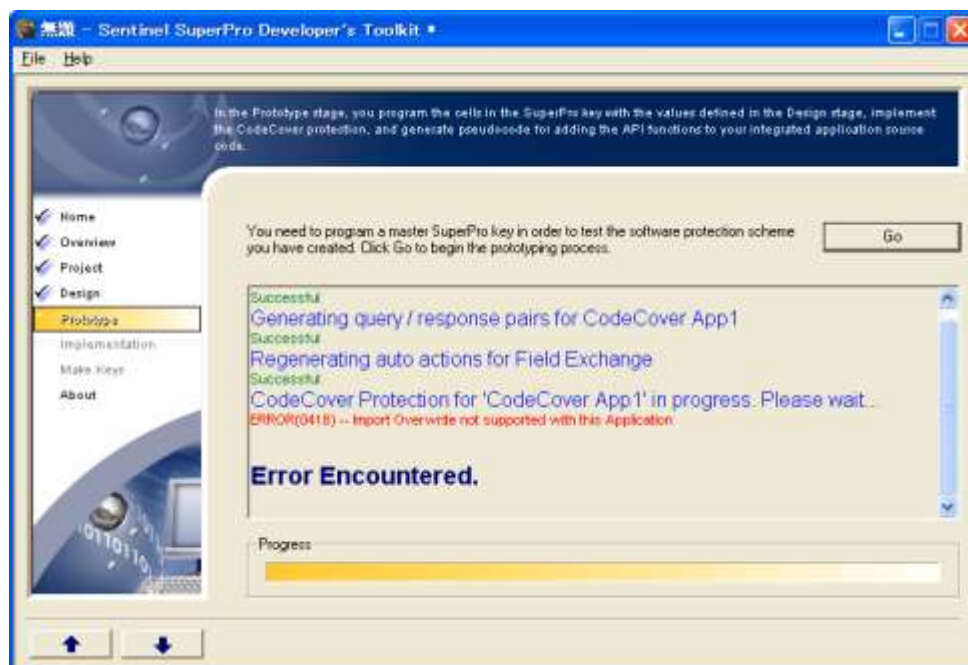 無題 - Sentinel SuperPro Developer's Toolkit *
File Help
In the Prototype stage, you program the cells in the SuperPro key with the values defined in the Design stage, implement
the CodeCover protection, and generate pseudocode for adding the API functions to your integrated application source
code.
Home
Overview
Project
Design
Prototype
Implementation
Make Keys
About
You need to program a master SuperPro key in order to test the software protection scheme
you have created. Click Go to begin the prototyping process.
Go
Successful
Generating query / response pairs for CodeCover App1
Successful
Regenerating auto actions for Field Exchange
Successful
CodeCover Protection for 'CodeCover App1' in progress. Please wait...
ERROR(0418) -- Import Overwrite not supported with this Application
Error Encountered.
Progress